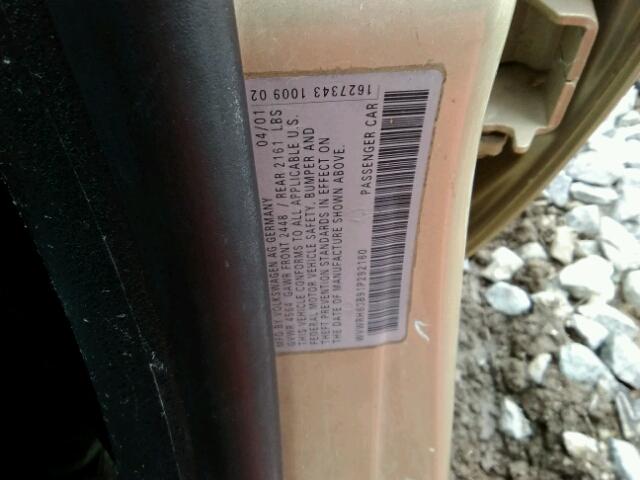 MFD BY VOLKSWAGEN AG GERMANY 04/01
GVWR GAWR FRONT 2448 / REAR 2161 LBS
THIS VEHICLE CONFORMS TO ALL APPLICABLE U.S.
FEDERAL MOTOR VEHICLE SAFETY, BUMPER AND
THEFT PREVENTION STANDARDS IN EFFECT ON
THE DATE OF MANUFACTURE SHOWN ABOVE.
PASSENGER CAR
1627343 1009 02